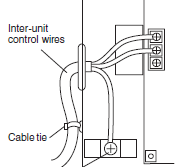 Inter-unit
control wires
Cable tie